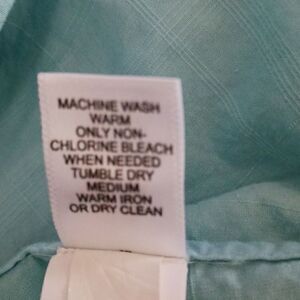 MACHINE WASH
WARM
ONLY NON-
CHLORINE BLEACH
WHEN NEEDED
TUMBLE DRY
MEDIUM
WARM IRON
OR DRY CLEAN